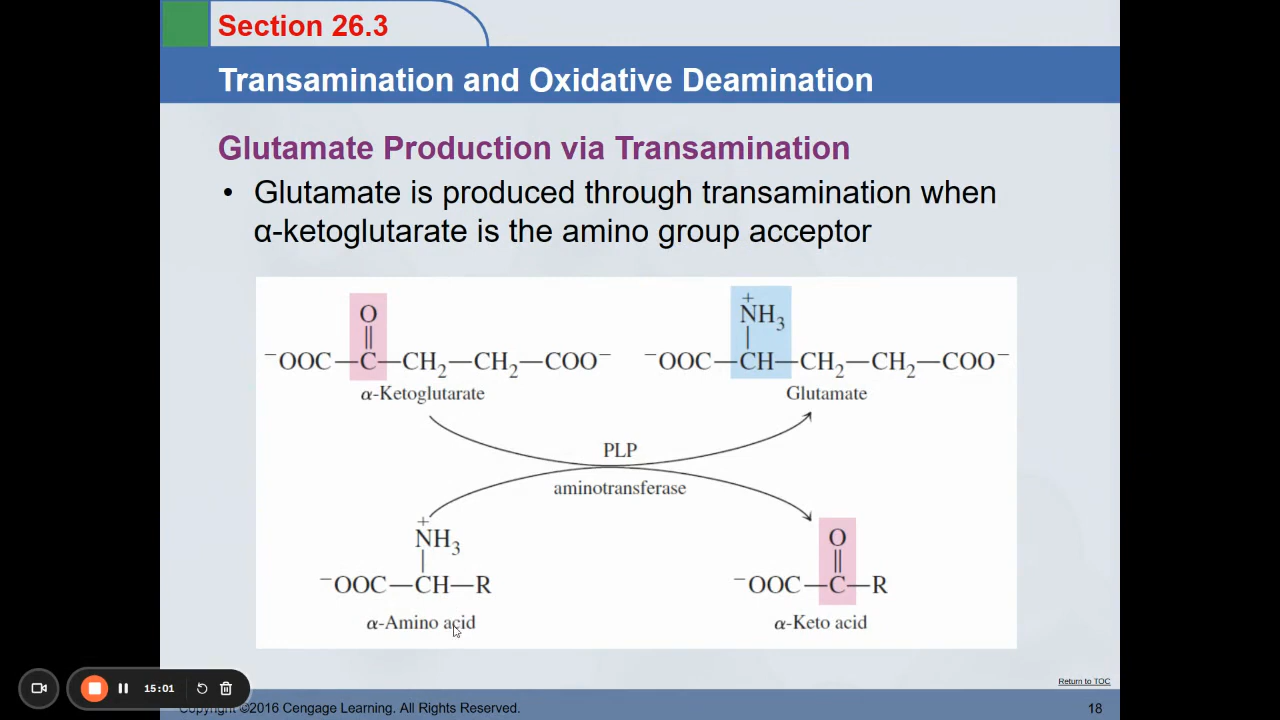 Section 26.3
Transamination and Oxidative Deamination
Glutamate Production via Transamination
• Glutamate is produced through transamination when
α-ketoglutarate is the amino group acceptor
O
||
⁻OOC—C—CH₂—CH₂—COO⁻
α-Ketoglutarate
+
NH₃
|
⁻OOC—CH—CH₂—CH₂—COO⁻
Glutamate
PLP
aminotransferase
+
NH₃
|
⁻OOC—CH—R
α-Amino acid
O
||
⁻OOC—C—R
α-Keto acid
Return to TOC
15:01
Copyright ©2016 Cengage Learning. All Rights Reserved.
18